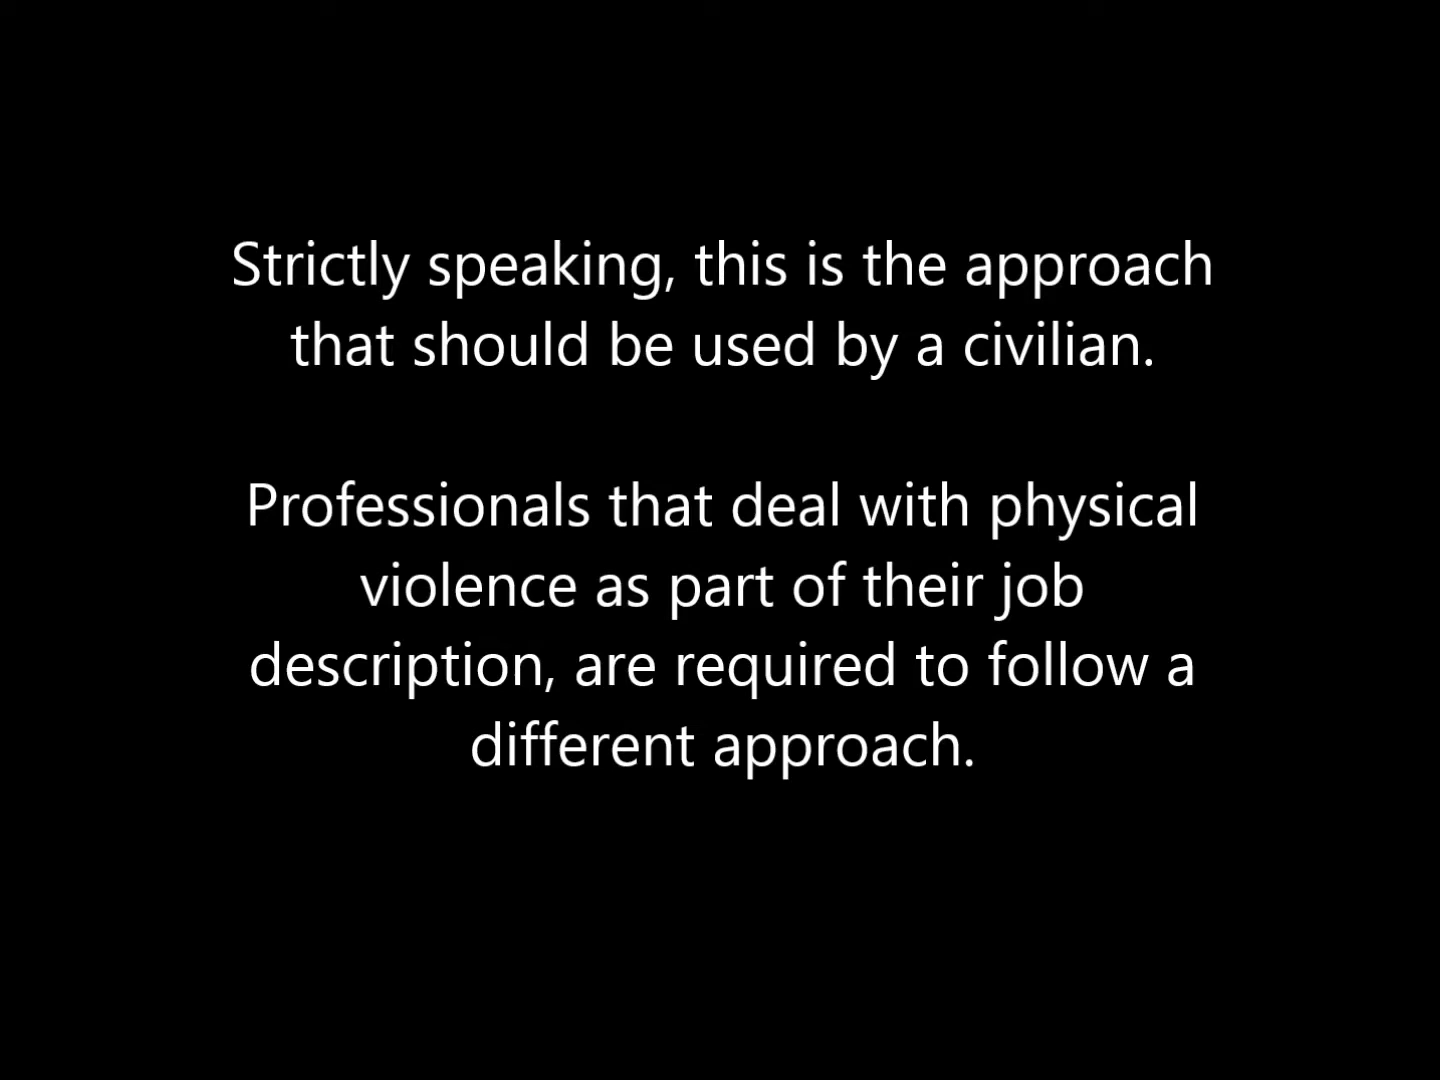 Strictly speaking, this is the approach
that should be used by a civilian.
Professionals that deal with physical
violence as part of their job
description, are required to follow a
different approach.